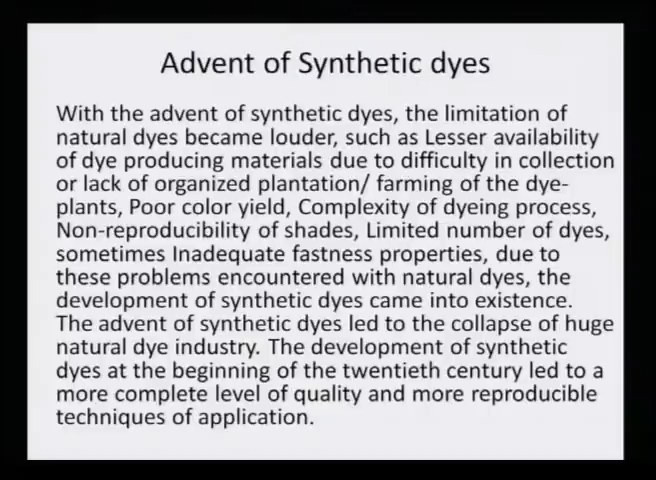 Advent of Synthetic dyes
With the advent of synthetic dyes, the limitation of
natural dyes became louder, such as Lesser availability
of dye producing materials due to difficulty in collection
or lack of organized plantation/ farming of the dye-
plants, Poor color yield, Complexity of dyeing process,
Non-reproducibility of shades, Limited number of dyes,
sometimes Inadequate fastness properties, due to
these problems encountered with natural dyes, the
development of synthetic dyes came into existence.
The advent of synthetic dyes led to the collapse of huge
natural dye industry. The development of synthetic
dyes at the beginning of the twentieth century led to a
more complete level of quality and more reproducible
techniques of application.